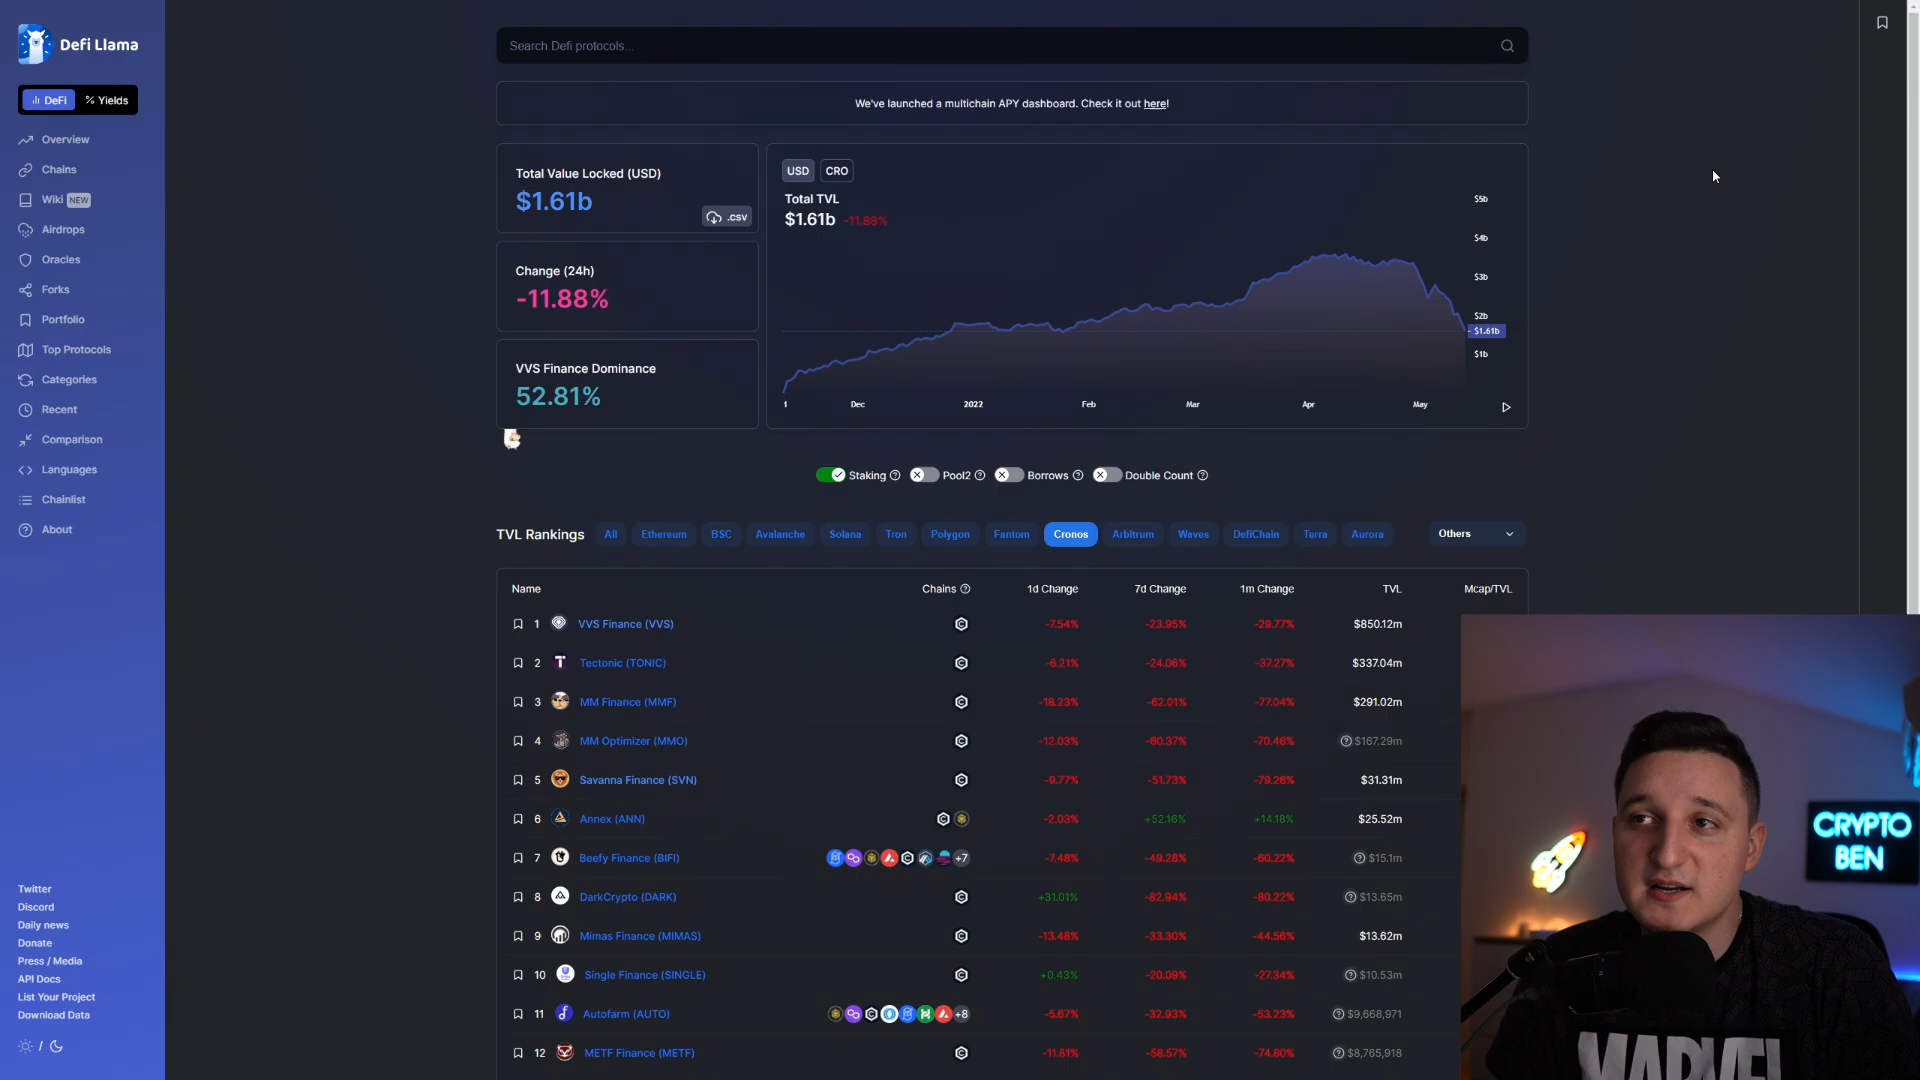 Defi Llama
DeFi
% Yields
Overview
Chains
Wiki NEW
Airdrops
Oracles
Forks
Portfolio
Top Protocols
Categories
Recent
Comparison
Languages
Chainlist
About
Twitter
Discord
Daily news
Donate
Press / Media
API Docs
List Your Project
Download Data
/
Search Defi protocols...
We've launched a multichain APY dashboard. Check it out here!
Total Value Locked (USD)
$1.61b
.csv
Change (24h)
-11.88%
VVS Finance Dominance
52.81%
USD CRO
Total TVL
$1.61b -11.88%
$5b
$4b
$3b
$2b
$1.61b
$1b
1 Dec 2022 Feb Mar Apr May
Staking Pool2 Borrows Double Count
TVL Rankings All Ethereum BSC Avalanche Solana Tron Polygon Fantom Cronos Arbitrum Waves DefiChain Terra Aurora Others
Name Chains 1d Change 7d Change 1m Change TVL Mcap/TVL
1 VVS Finance (VVS) -7.54% -23.95% -29.77% $850.12m
2 Tectonic (TONIC) -6.21% -24.06% -37.27% $337.04m
3 MM Finance (MMF) -18.23% -62.01% -77.04% $291.02m
4 MM Optimizer (MMO) -12.03% -60.37% -70.46% $167.29m
5 Savanna Finance (SVN) -9.77% -51.73% -79.26% $31.31m
6 Annex (ANN) -2.03% +52.16% +14.18% $25.52m
7 Beefy Finance (BIFI) +7 -7.48% -49.28% -60.22% $15.1m
8 DarkCrypto (DARK) +31.01% -82.94% -80.22% $13.65m
9 Mimas Finance (MIMAS) -13.48% -33.30% -44.56% $13.62m
10 Single Finance (SINGLE) +0.43% -20.09% -27.34% $10.53m
11 Autofarm (AUTO) +8 -5.67% -32.93% -53.23% $9,668,971
12 METF Finance (METF) -11.81% -58.57% -74.80% $8,765,918
CRYPTO
BEN
MARVEL